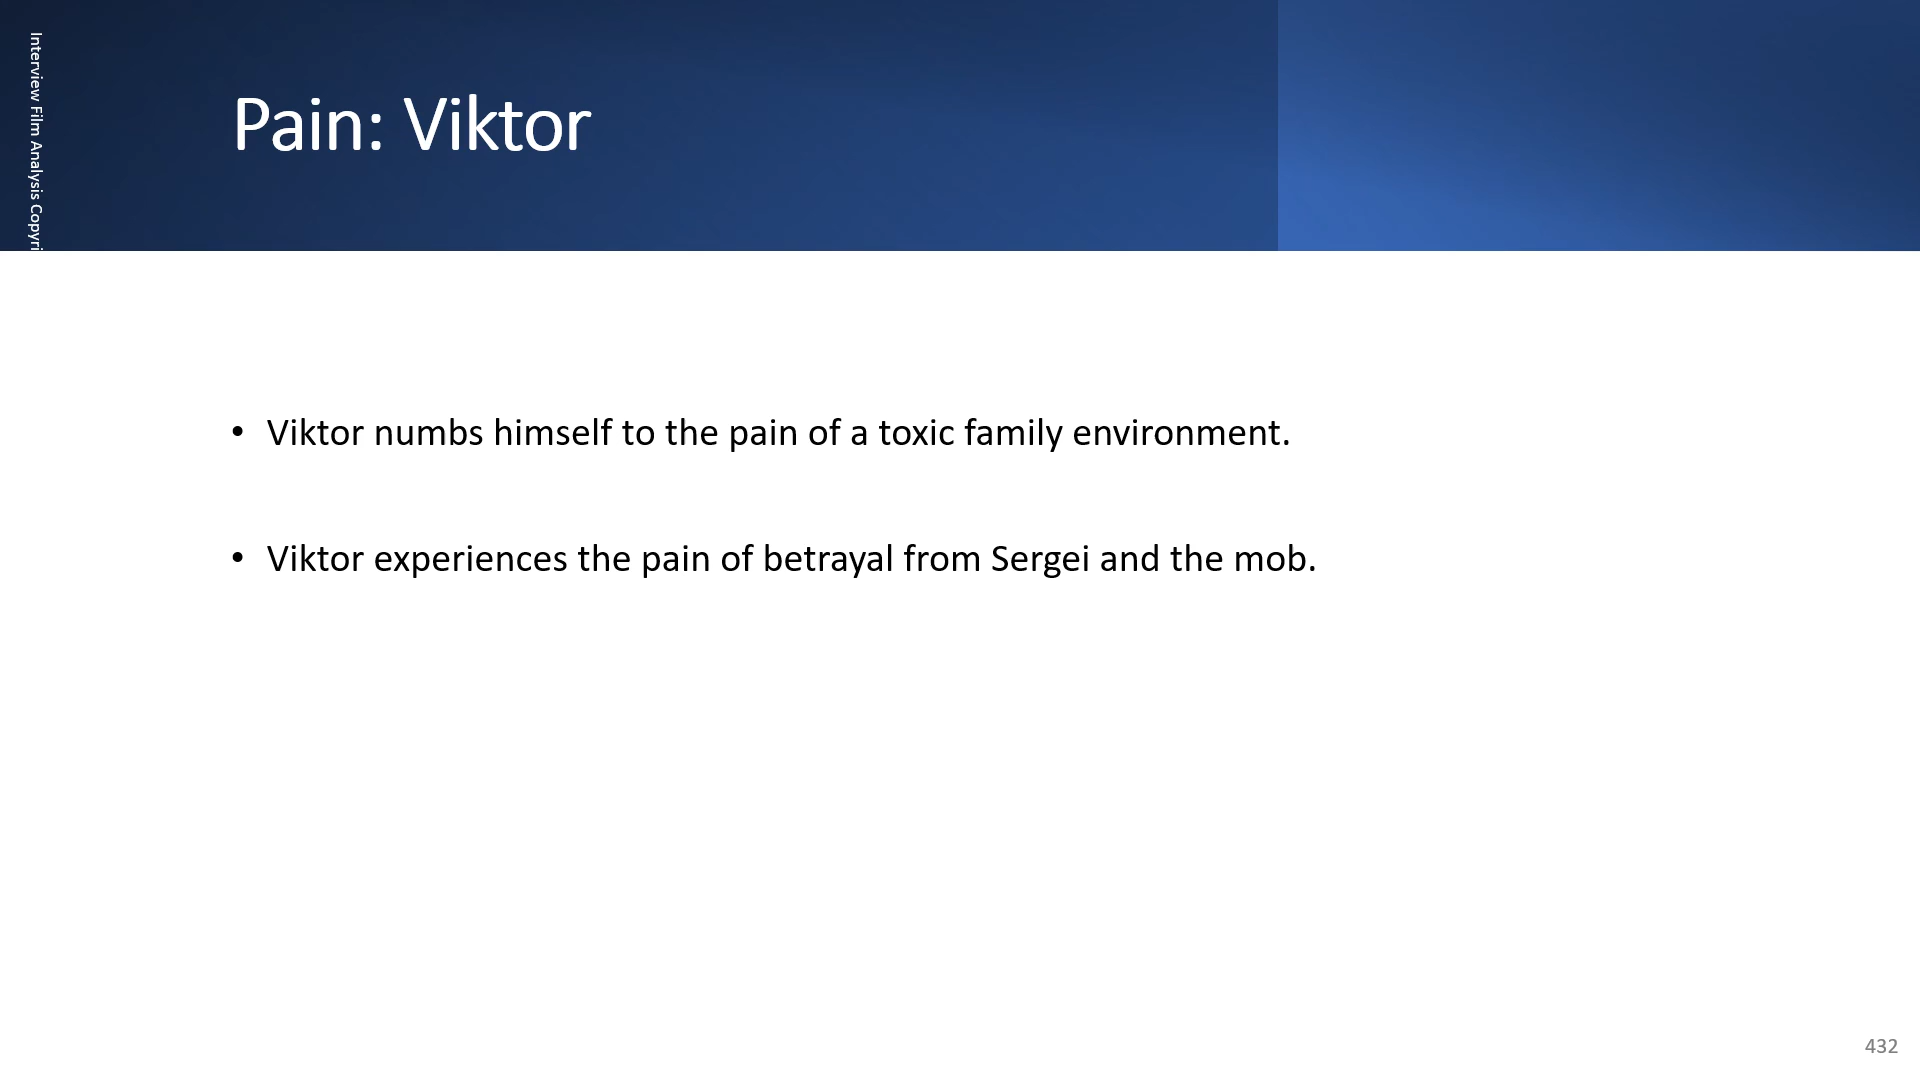 Interview Film Analysis Copyri
Pain: Viktor
• Viktor numbs himself to the pain of a toxic family environment.
• Viktor experiences the pain of betrayal from Sergei and the mob.
432